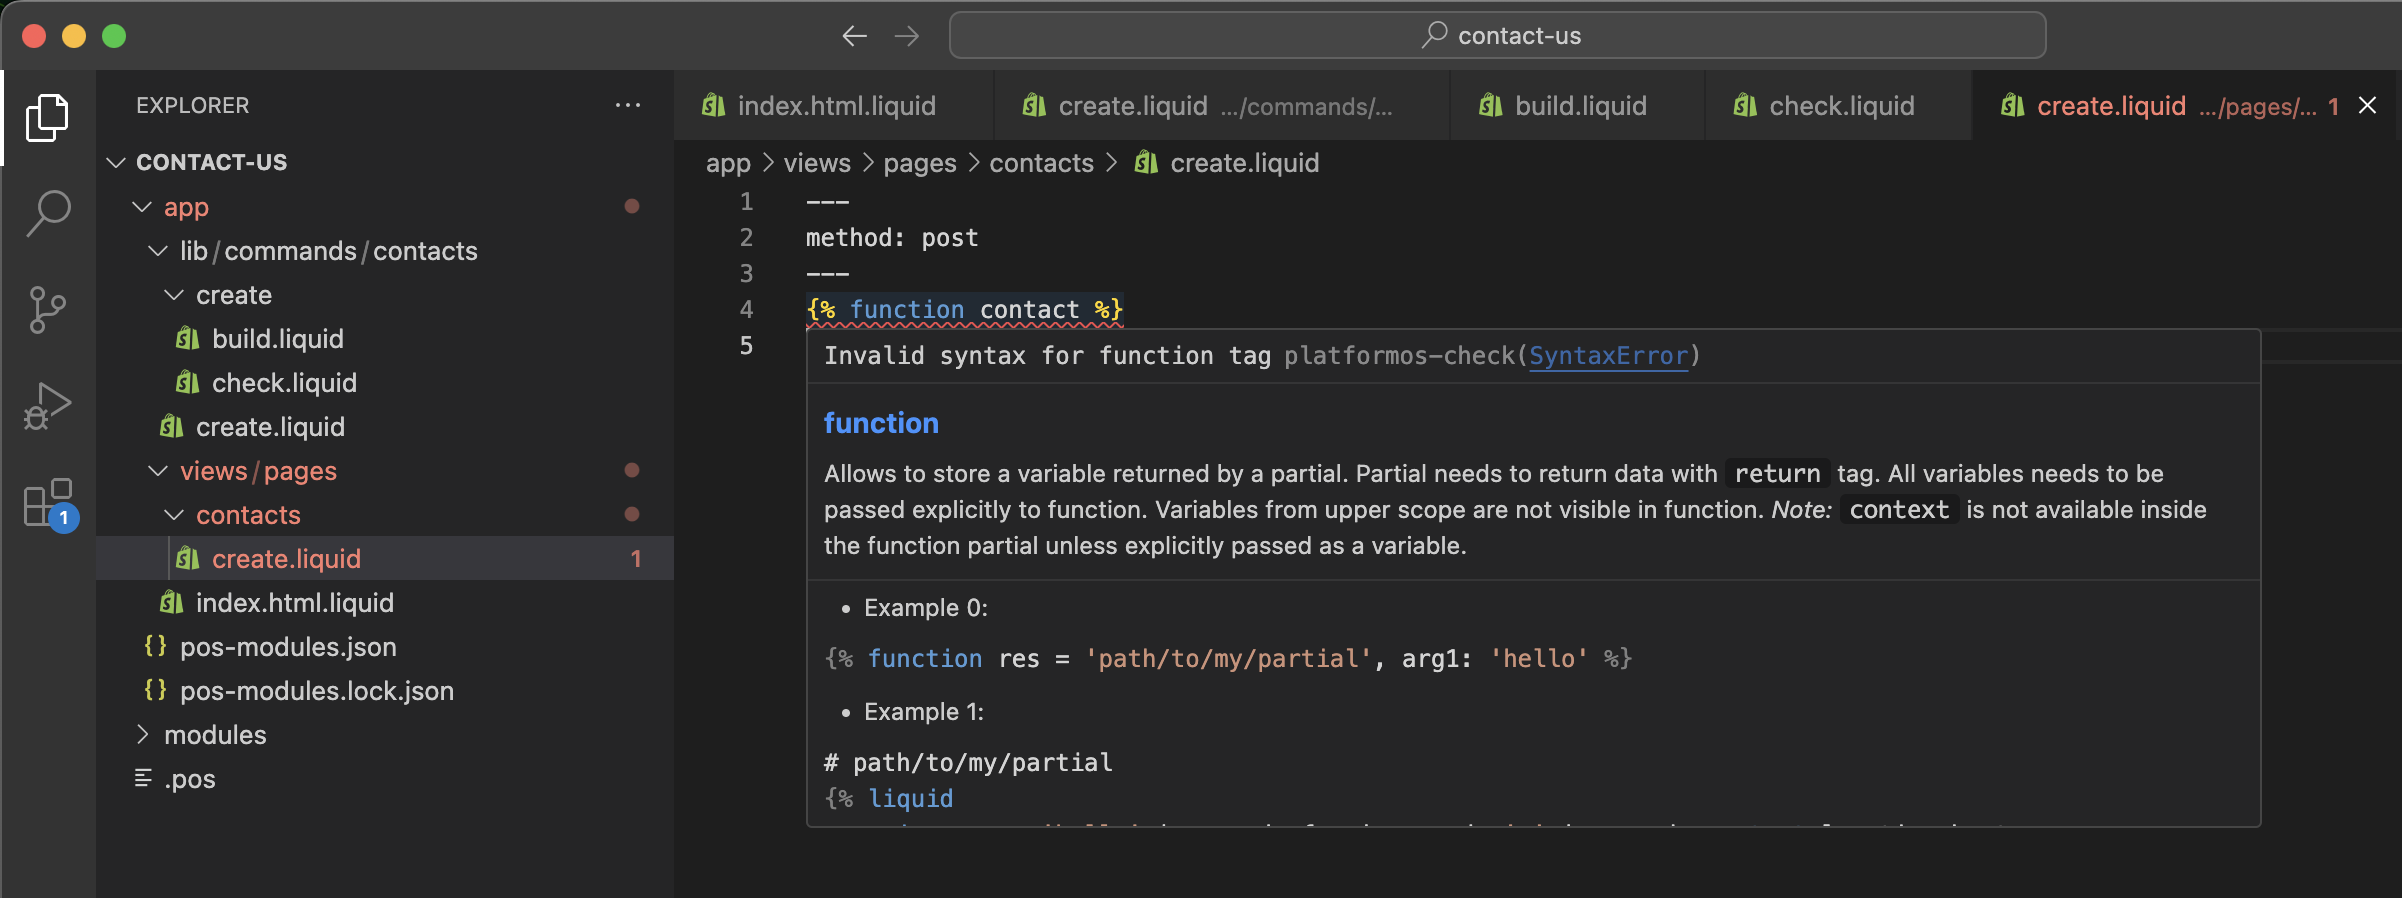 contact-us
EXPLORER
CONTACT-US
app
lib/commands/contacts
create
build.liquid
check.liquid
create.liquid
views/pages
contacts
create.liquid 1
index.html.liquid
pos-modules.json
pos-modules.lock.json
modules
.pos
1
index.html.liquid
create.liquid .../commands/...
build.liquid
check.liquid
create.liquid .../pages/... 1
app > views > pages > contacts > create.liquid
1 ---
2 method: post
3 ---
4 {% function contact %}
5
Invalid syntax for function tag platformos-check(SyntaxError)
function
Allows to store a variable returned by a partial. Partial needs to return data with return tag. All variables needs to be
passed explicitly to function. Variables from upper scope are not visible in function. Note: context is not available inside
the function partial unless explicitly passed as a variable.
• Example 0:
{% function res = 'path/to/my/partial', arg1: 'hello' %}
• Example 1:
# path/to/my/partial
{% liquid